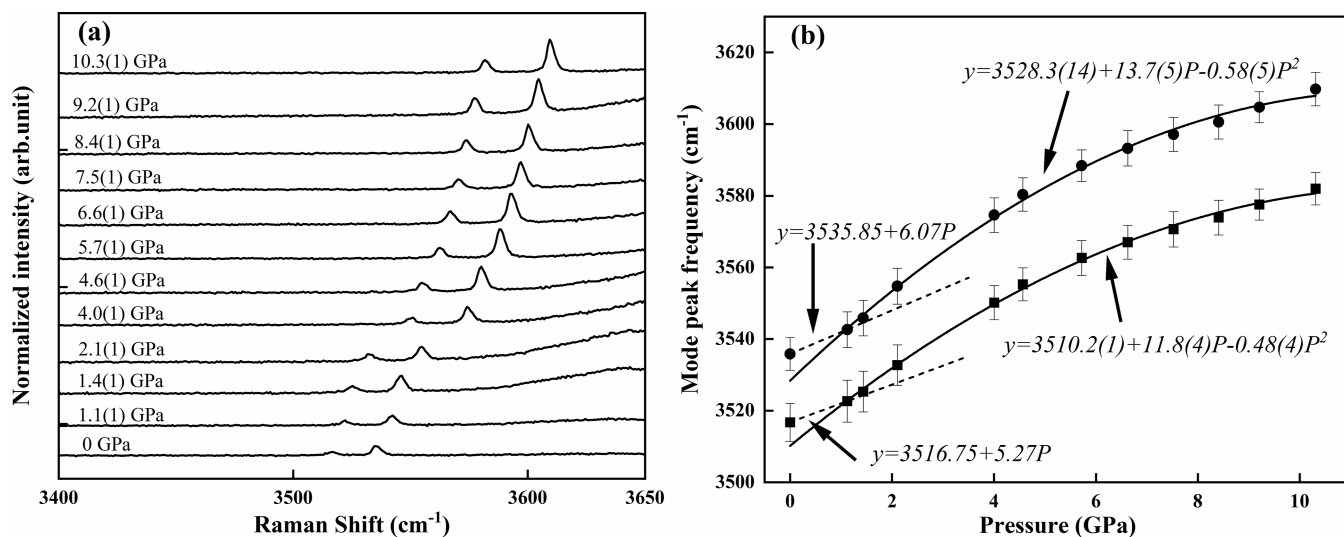 (a)
10.3(1) GPa
9.2(1) GPa
8.4(1) GPa
7.5(1) GPa
6.6(1) GPa
5.7(1) GPa
4.6(1) GPa
4.0(1) GPa
2.1(1) GPa
1.4(1) GPa
1.1(1) GPa
0 GPa
Normalized intensity (arb.unit)
3400
3500
3600
3650
Raman Shift (cm⁻¹)
(b)
y=3528.3(14)+13.7(5)P-0.58(5)P²
y=3535.85+6.07P
y=3510.2(1)+11.8(4)P-0.48(4)P²
y=3516.75+5.27P
Mode peak frequency (cm⁻¹)
3620
3600
3580
3560
3540
3520
3500
0
2
4
6
8
10
Pressure (GPa)